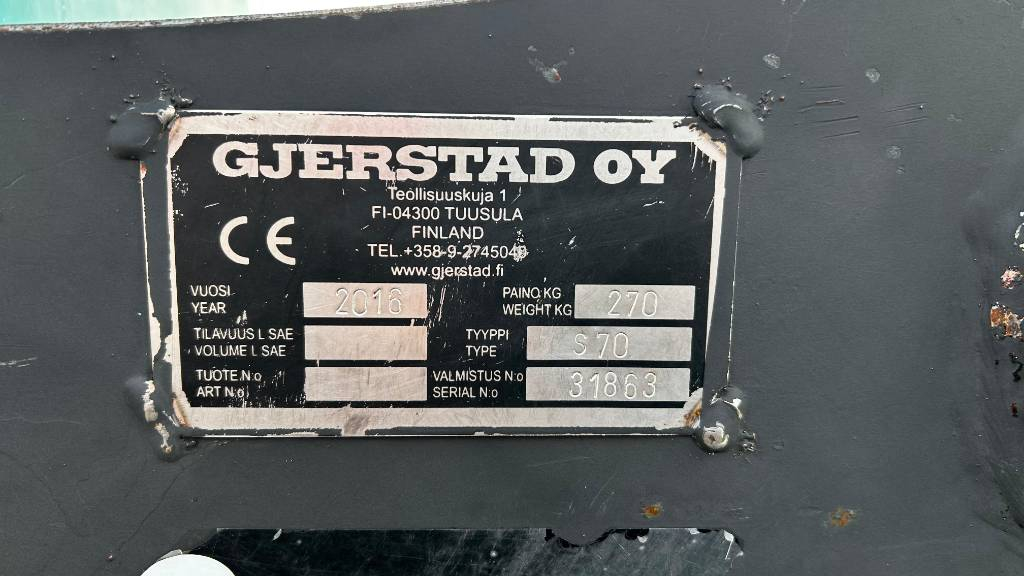 GJERSTAD OY
Teollisuuskuja 1
FI-04300 TUUSULA
FINLAND
TEL.+358-9-2745040
www.gjerstad.fi
CE
VUOSI
YEAR
2016
PAINO KG
WEIGHT KG
270
TILAVUUS L SAE
VOLUME L SAE
TYYPPI
TYPE
S 70
TUOTE.N:o
ART N:o
VALMISTUS N:o
SERIAL N:o
31863